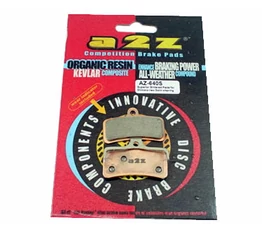 a2z
Competition Brake Pads
ORGANIC RESIN
KEVLAR COMPOSITE
ENHANCE BRAKING POWER
ALL-WEATHER COMPOUND
AZ-640S
INNOVATIVE
DISC
BRAKE
COMPONENTS
a2z